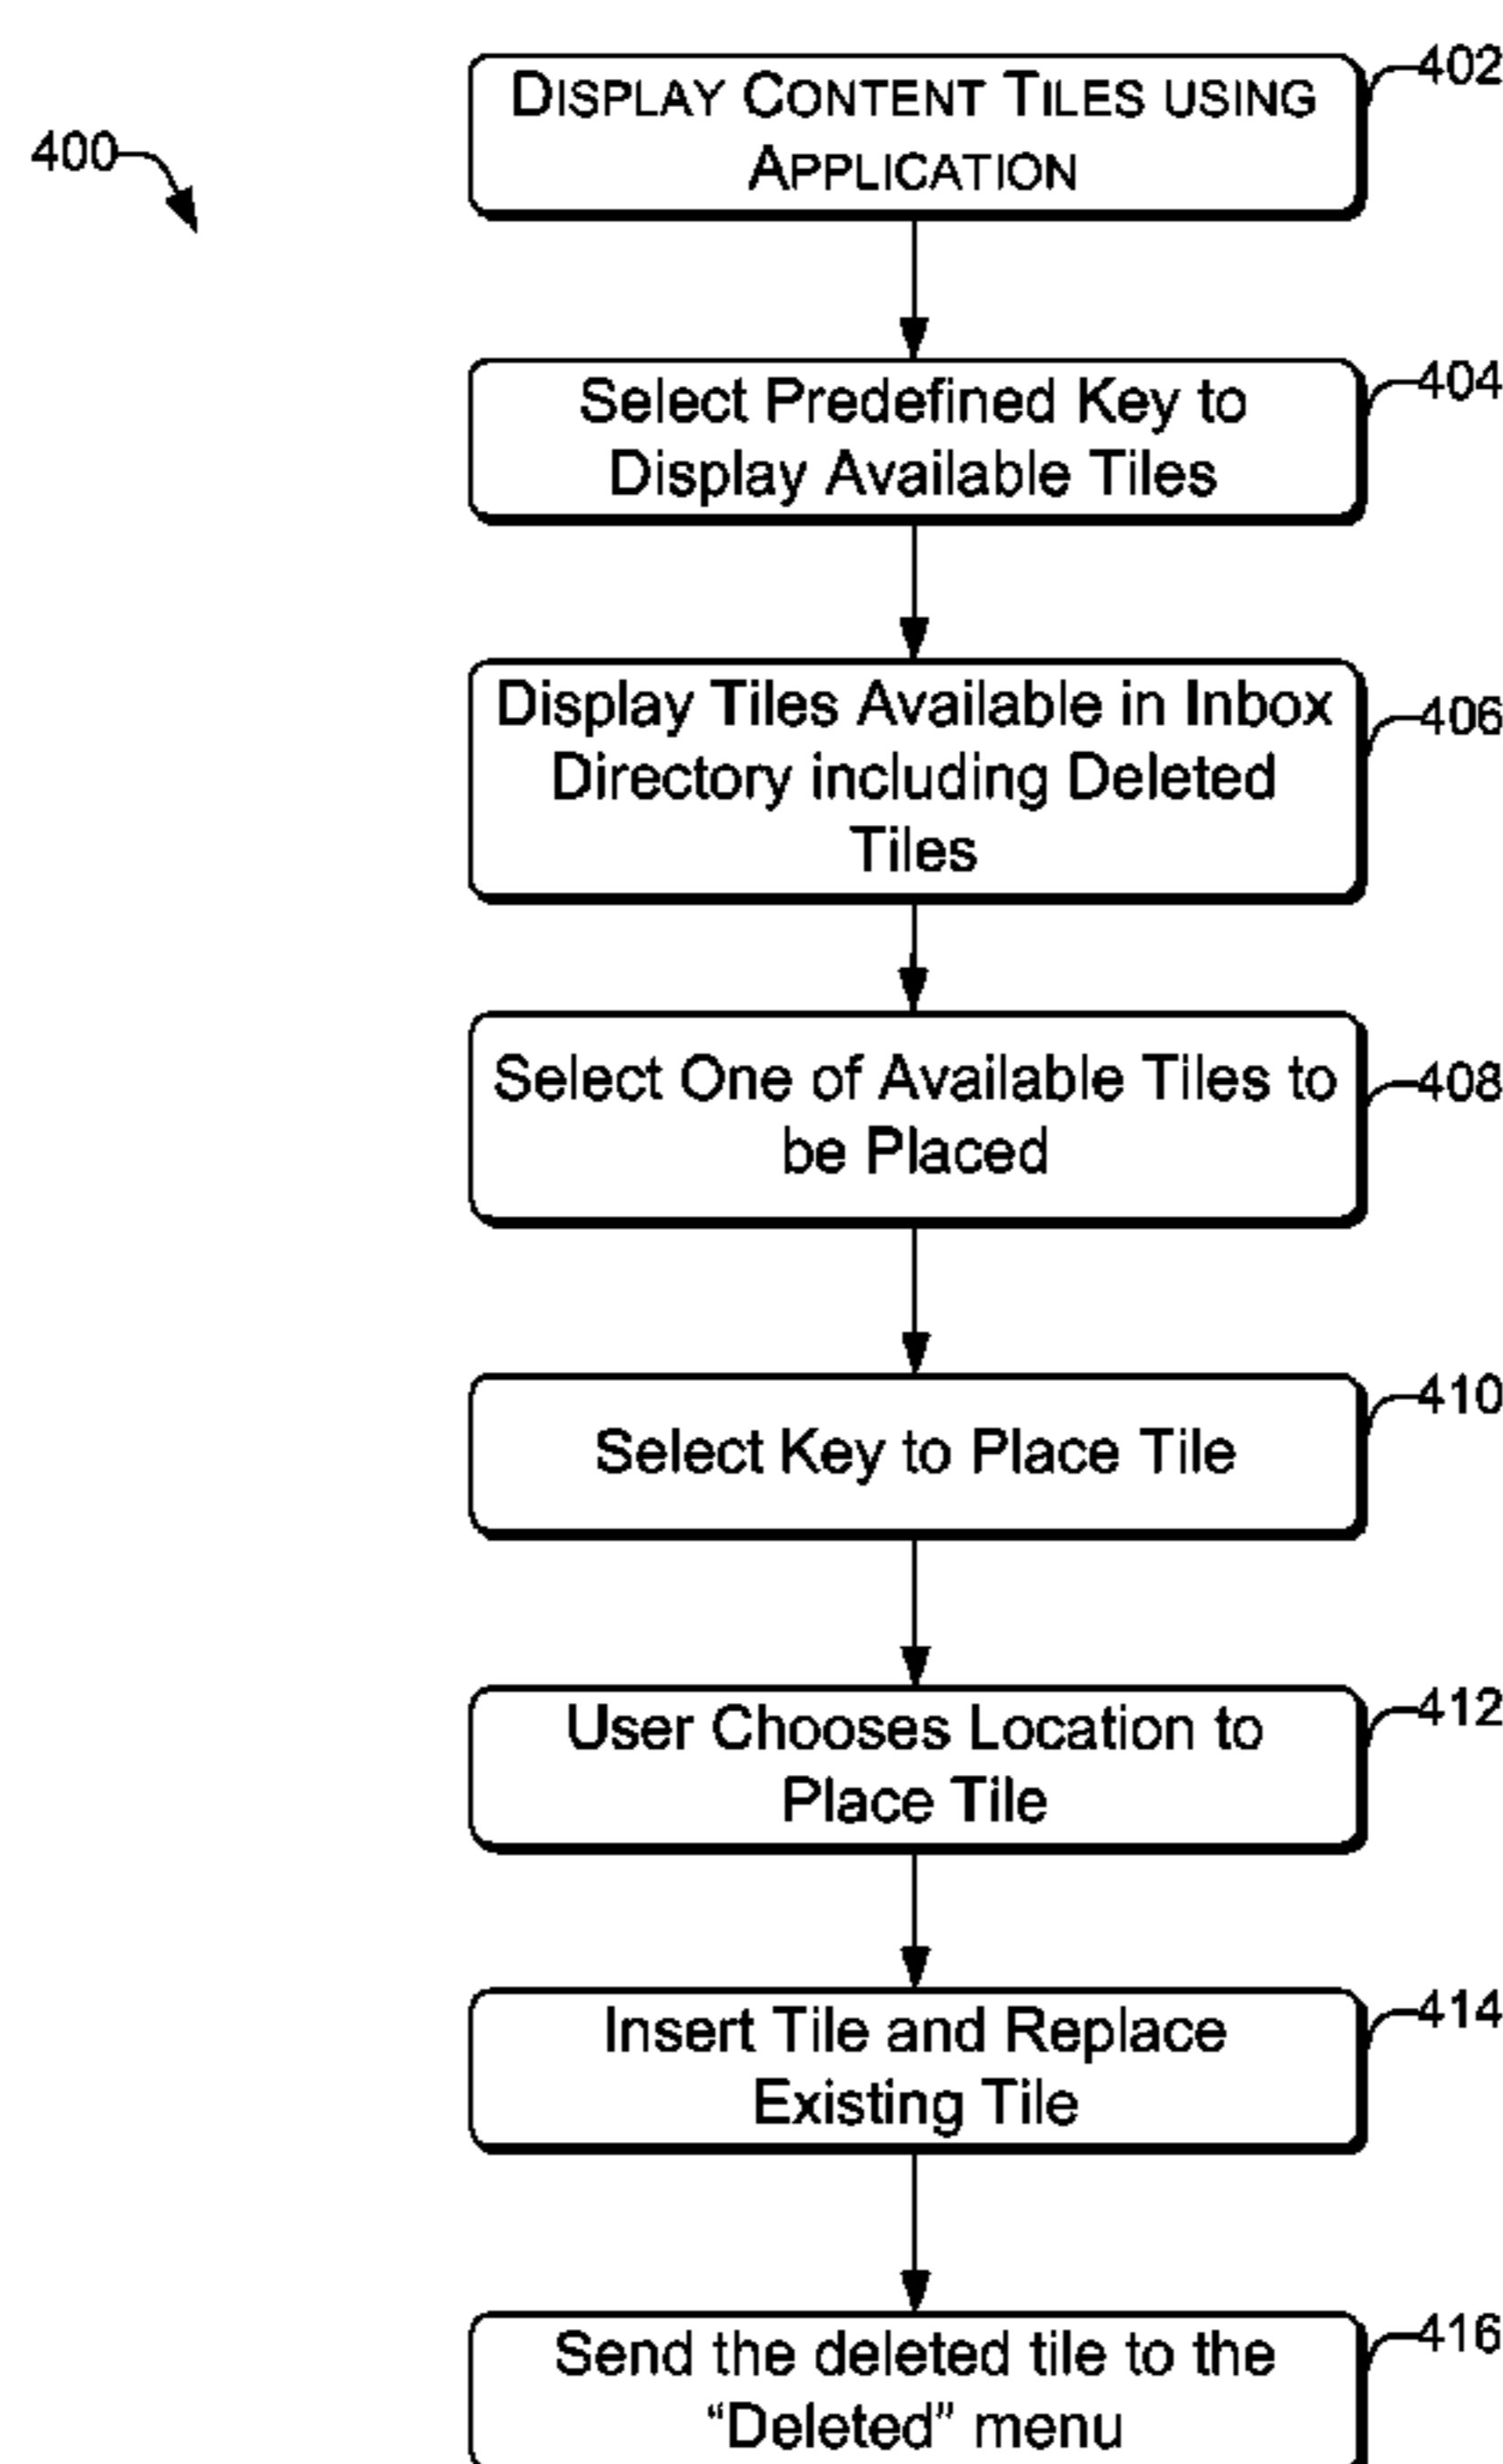 402
DISPLAY CONTENT TILES USING
APPLICATION
400
404
Select Predefined Key to
Display Available Tiles
406
Display Tiles Available in Inbox
Directory including Deleted
Tiles
408
Select One of Available Tiles to
be Placed
410
Select Key to Place Tile
412
User Chooses Location to
Place Tile
414
Insert Tile and Replace
Existing Tile
416
Send the deleted tile to the
“Deleted” menu